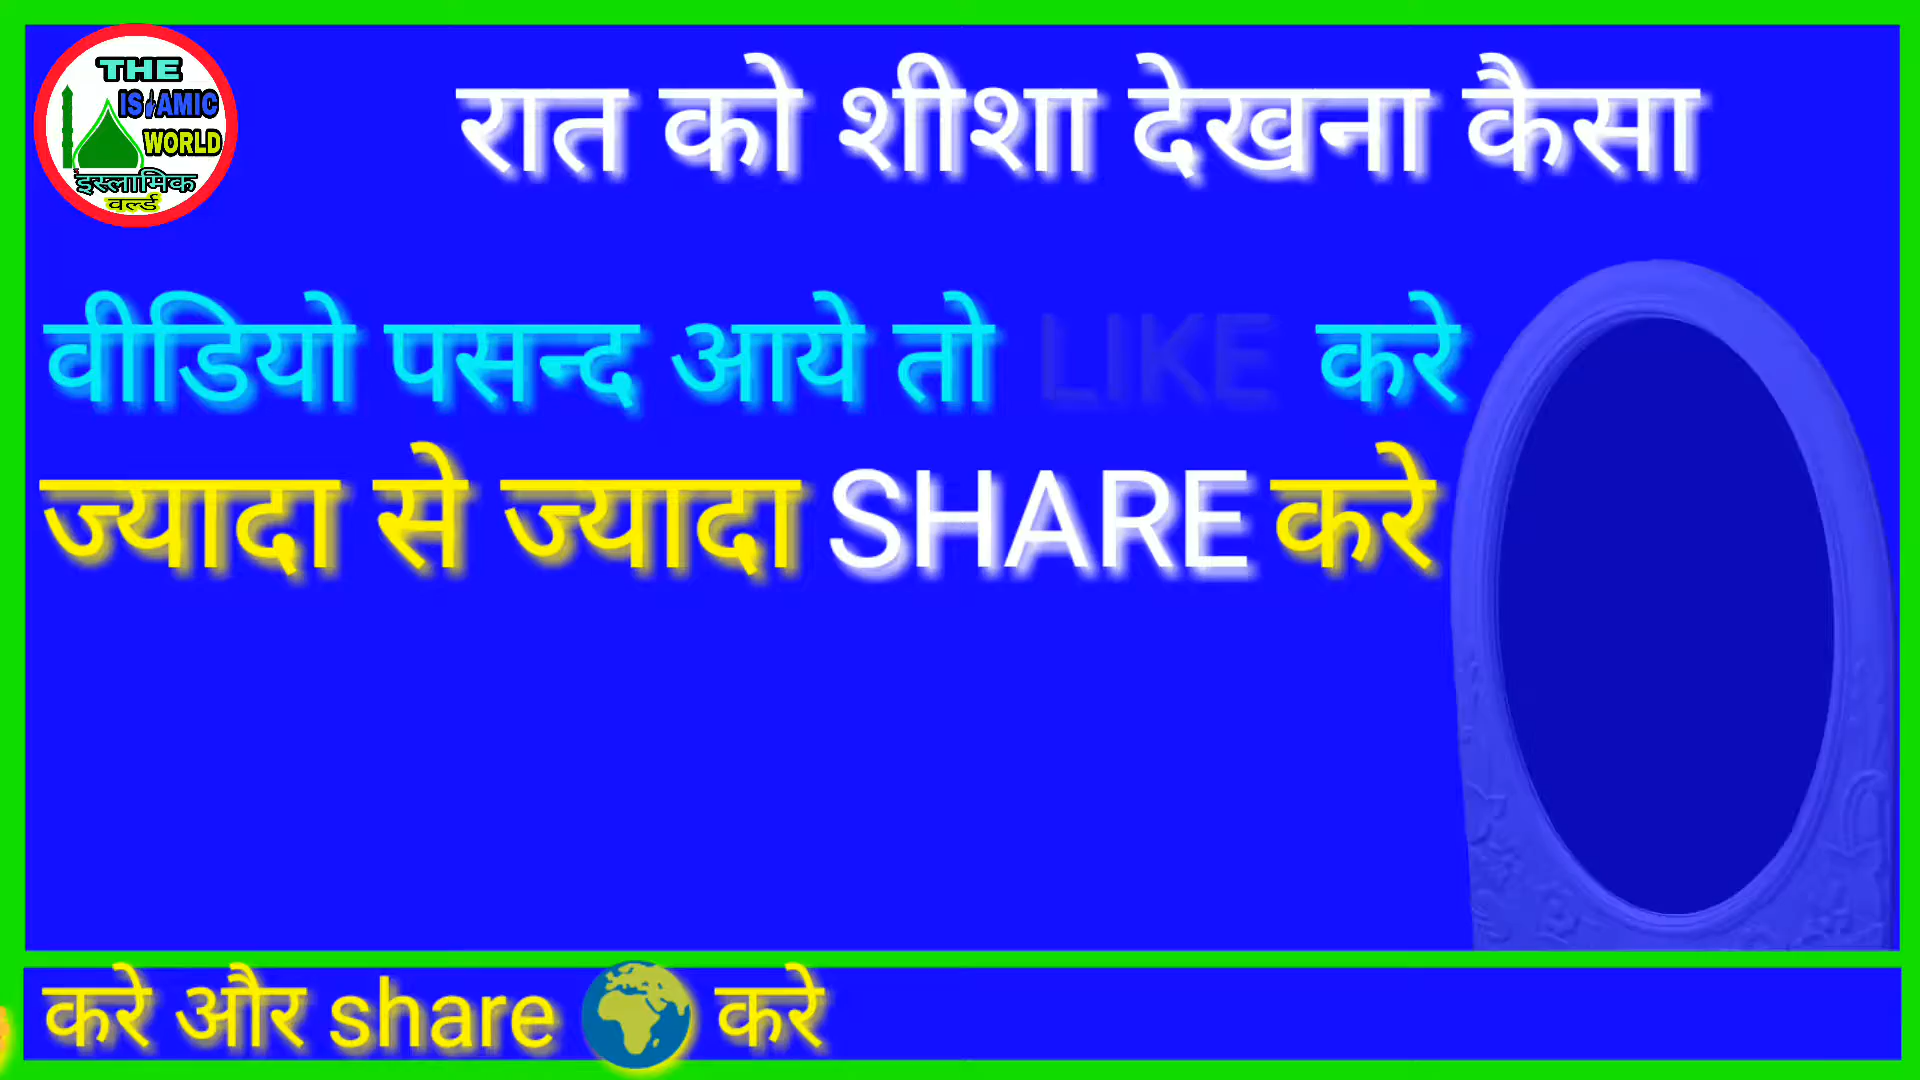 THE
ISLAMIC
WORLD
इस्लामिक
वर्ल्ड
रात को शीशा देखना कैसा
वीडियो पसन्द आये तो LIKE करे
ज्यादा से ज्यादा SHARE करे
करे और share करे